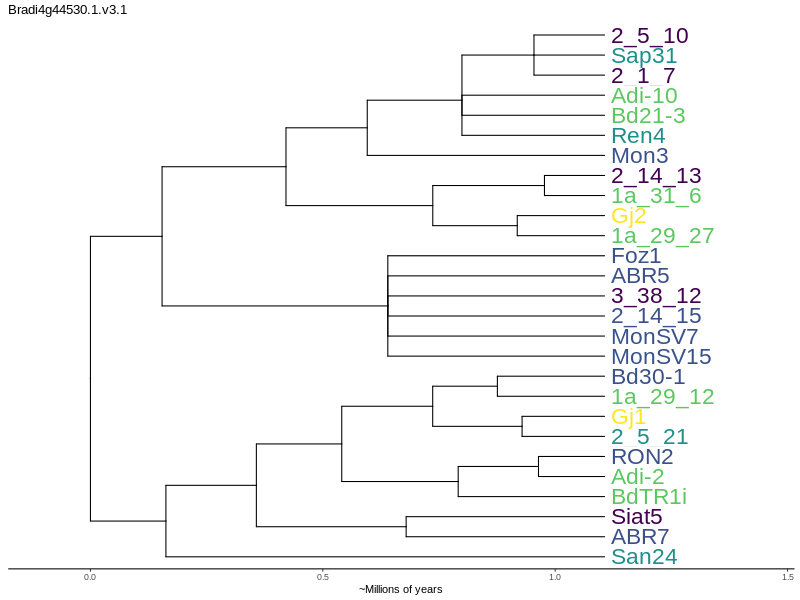 Bradi4g44530.1.v3.1
2_5_10
Sap31
2_1_7
Adi-10
Bd21-3
Ren4
Mon3
2_14_13
1a_31_6
Gj2
1a_29_27
Foz1
ABR5
3_38_12
2_14_15
MonSV7
MonSV15
Bd30-1
1a_29_12
Gj1
2_5_21
RON2
Adi-2
BdTR1i
Siat5
ABR7
San24
0.0 0.5 1.0 1.5
~Millions of years